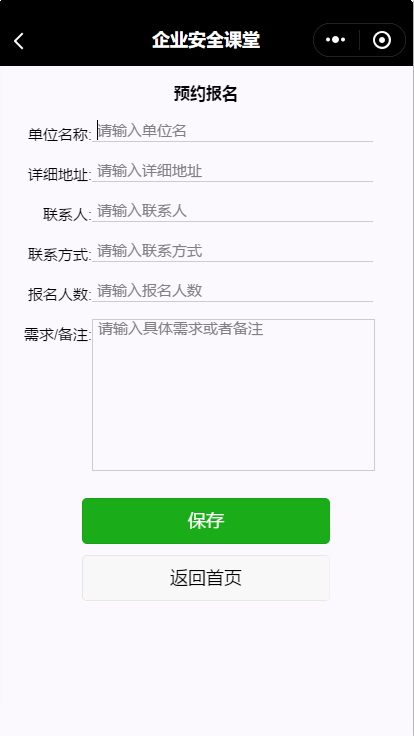 企业安全课堂
预约报名
单位名称: 请输入单位名
详细地址: 请输入详细地址
联系人: 请输入联系人
联系方式: 请输入联系方式
报名人数: 请输入报名人数
需求/备注: 请输入具体需求或者备注
保存
返回首页